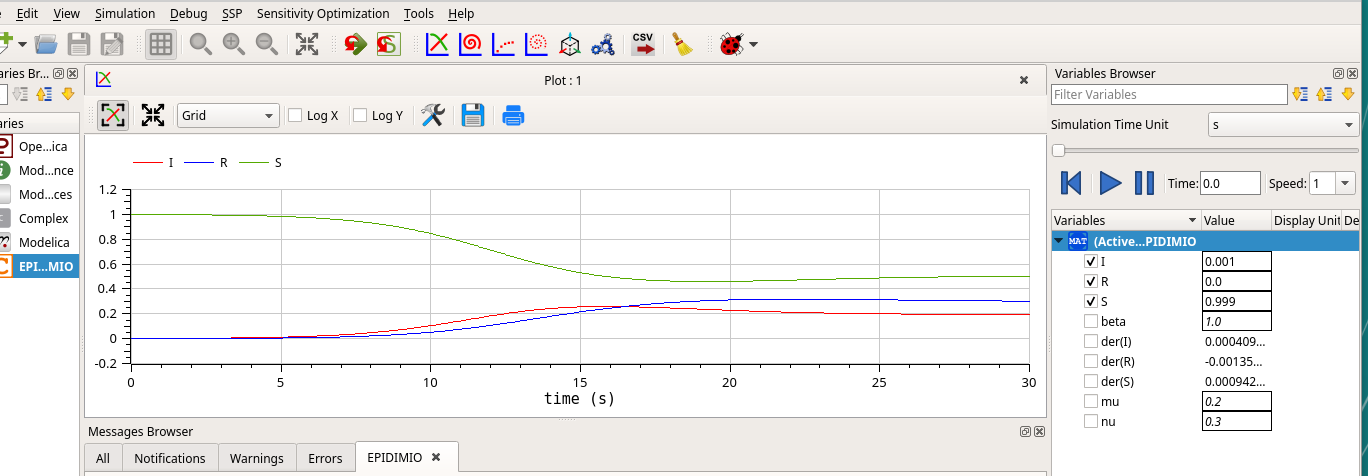 Edit View Simulation Debug SSP Sensitivity Optimization Tools Help
CSV
aries Br...
Plot : 1
Variables Browser
Grid Log X Log Y
Filter Variables
aries
Simulation Time Unit s
Ope...ica
Mod...nce
Mod...ces
Complex
Modelica
EPI...MIO
I R S
1.2
1
0.8
0.6
0.4
0.2
0
-0.2
0 5 10 15 20 25 30
time (s)
Time: 0.0 Speed: 1
Variables Value Display Unit De
MAT (Active...PIDIMIO
I 0.001
R 0.0
S 0.999
beta 1.0
der(I) 0.000409...
der(R) -0.00135...
der(S) 0.000942...
mu 0.2
nu 0.3
Messages Browser
All Notifications Warnings Errors EPIDIMIO